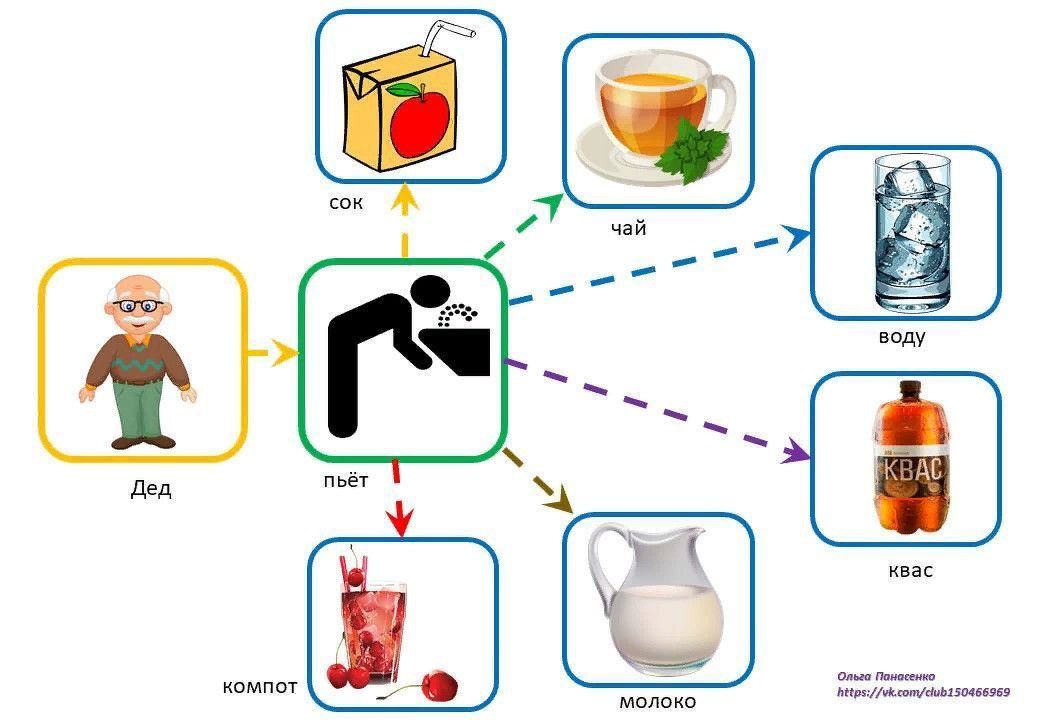 сок
чай
воду
Дед
пьёт
КВАС
квас
компот
молоко
Ольга Панасенко
https://vk.com/club150466969